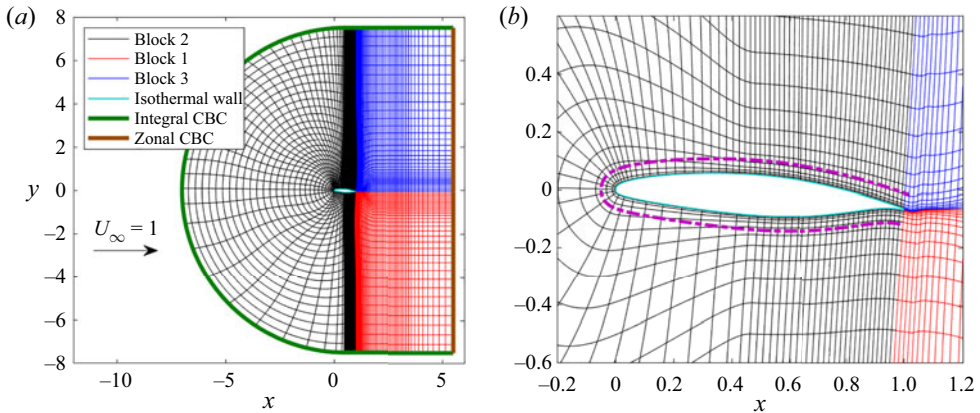 (a)
8
6
4
2
0
−2
−4
−6
−8
y
Block 2
Block 1
Block 3
Isothermal wall
Integral CBC
Zonal CBC
U∞ = 1
−10
−5
0
5
x
(b)
0.4
0.2
0
−0.2
−0.4
−0.6
−0.2
0
0.2
0.4
0.6
0.8
1.0
1.2
x